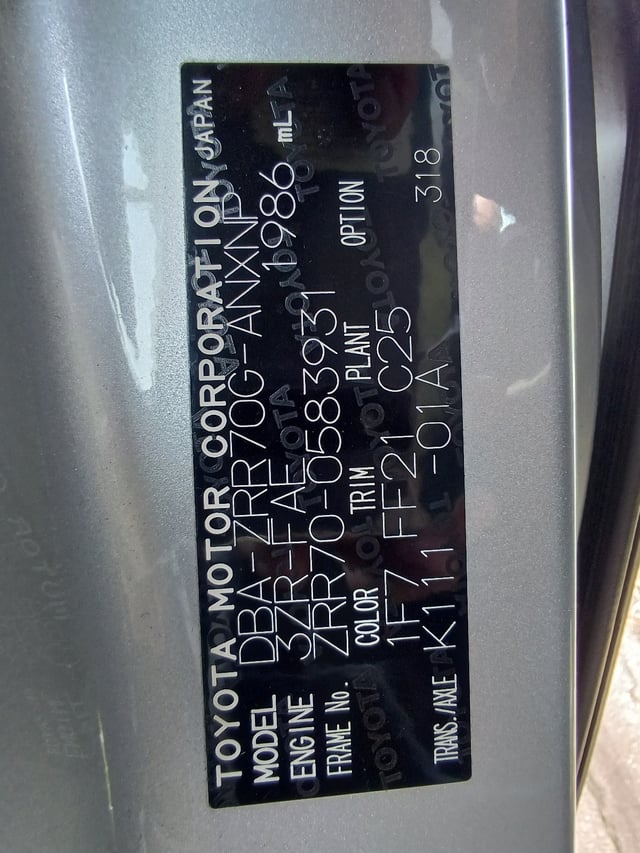 TOYOTA MOTOR CORPORATION JAPAN
MODEL DBA-ZRR70G-ANXNP
ENGINE 3ZR-FAE 1986 mL
FRAME No. ZRR70-0583931
COLOR TRIM PLANT OPTION
1F7 FF21 C25
TRANS./AXLE K111 -01A 318